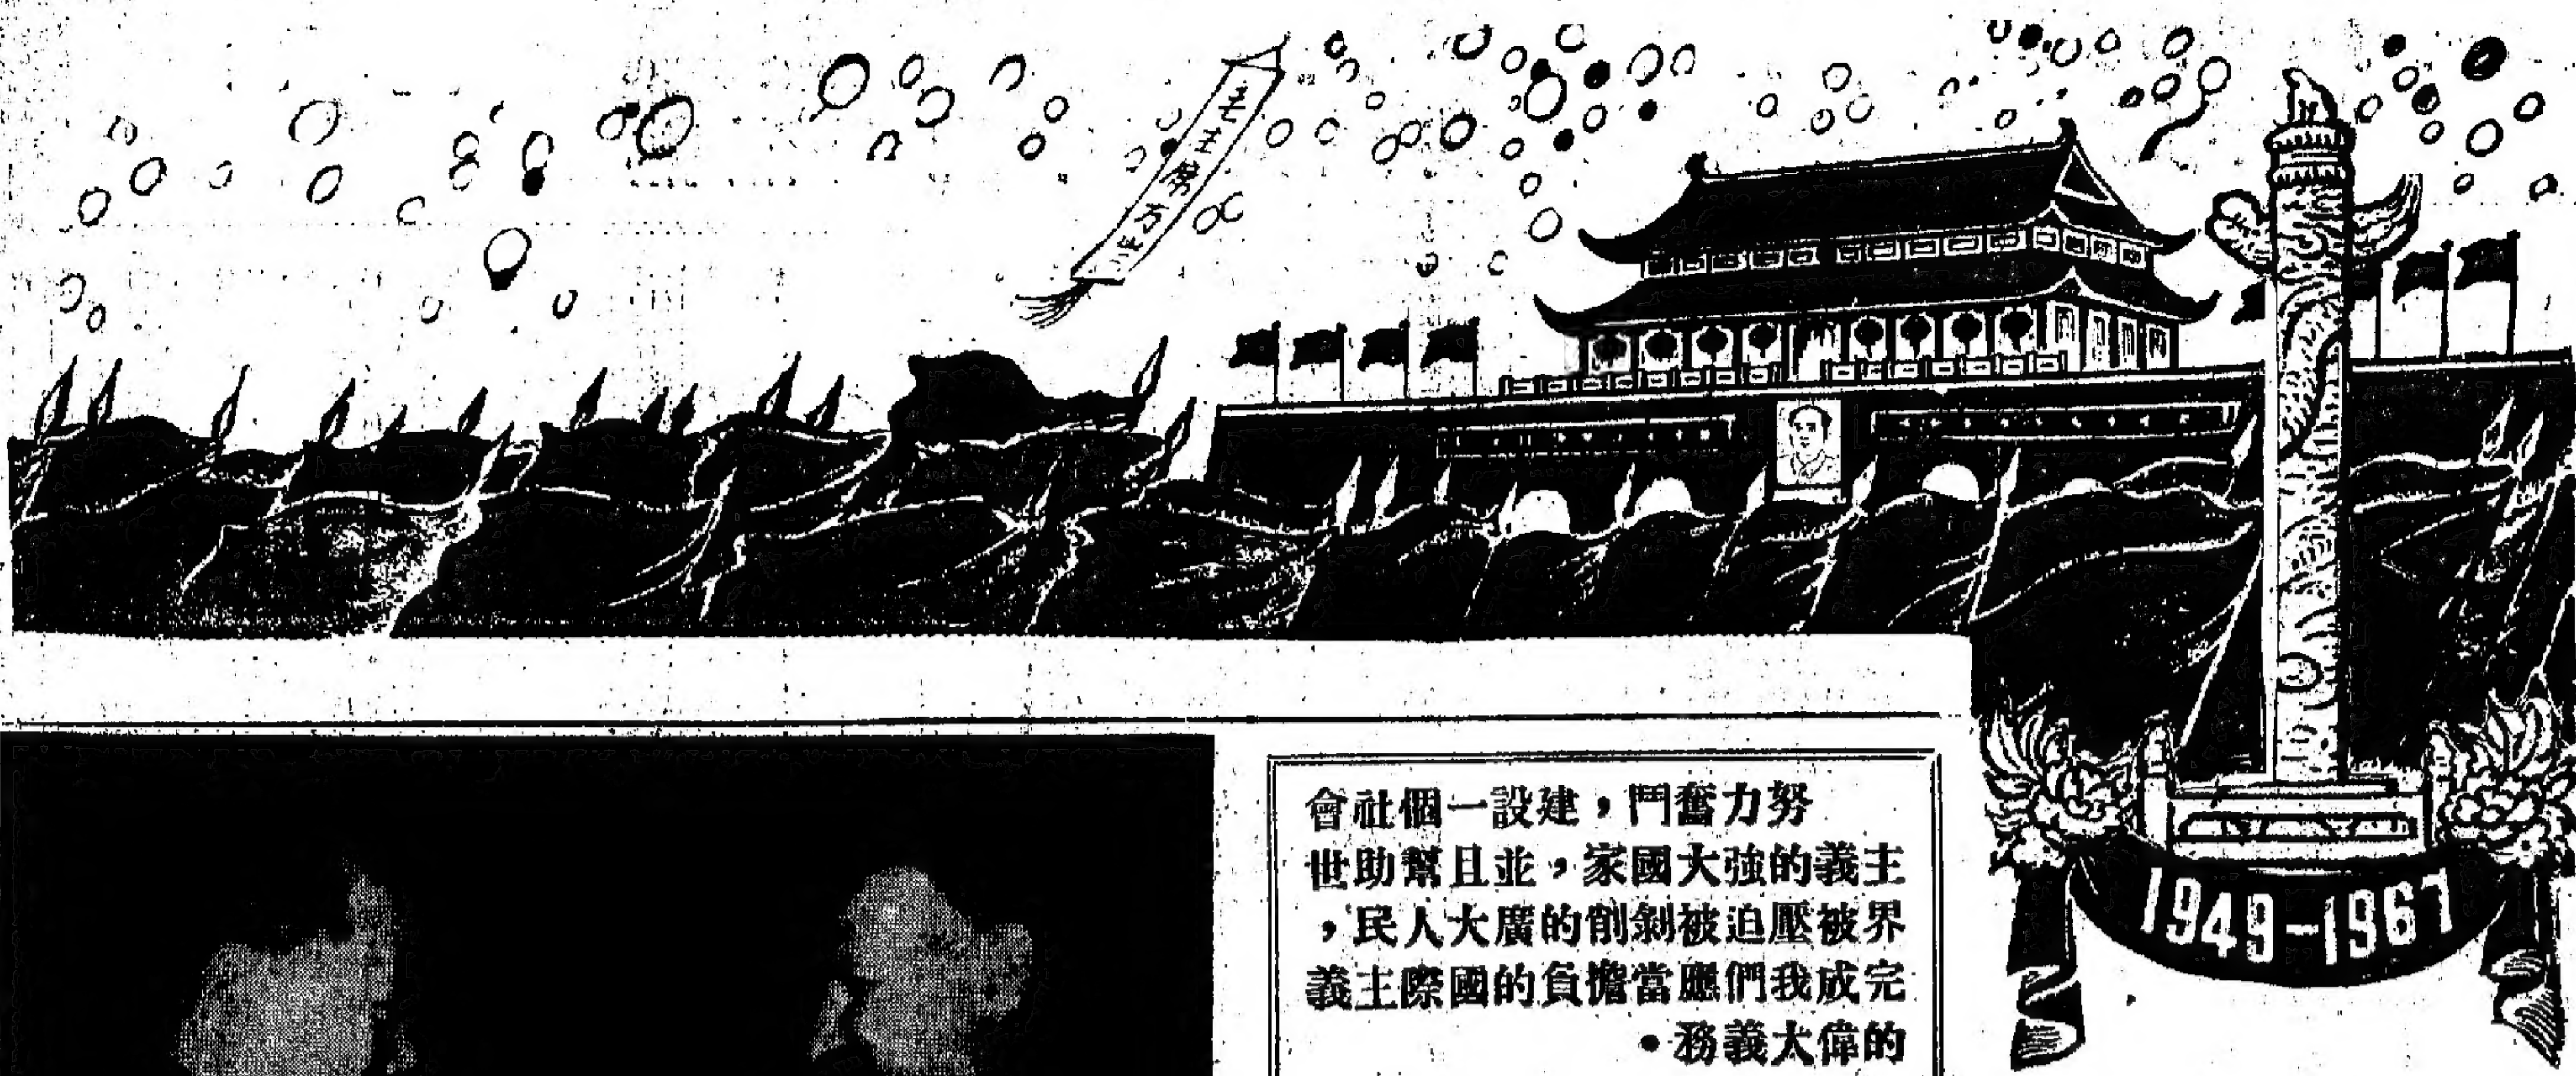 毛主席万歲
努力奮鬥，建設一個社會
主義的強大國家，並且幫助世
界被壓迫被剝削的廣大人民，
完成我們應當擔負的國際主義
的偉大義務．
1949-1967